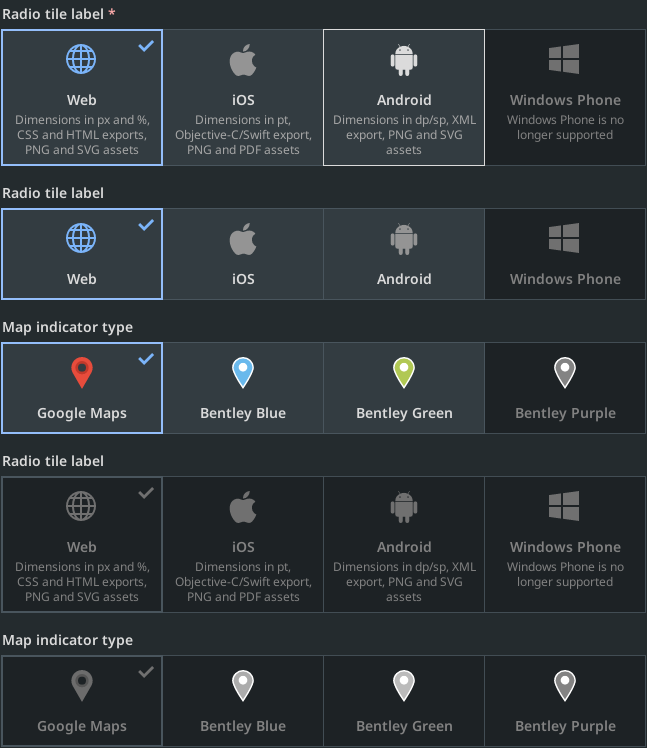 Radio tile label *
Web
Dimensions in px and %,
CSS and HTML exports,
PNG and SVG assets
iOS
Dimensions in pt,
Objective-C/Swift export,
PNG and PDF assets
Android
Dimensions in dp/sp, XML
export, PNG and SVG
assets
Windows Phone
Windows Phone is no
longer supported
Radio tile label
Web
iOS
Android
Windows Phone
Map indicator type
Google Maps
Bentley Blue
Bentley Green
Bentley Purple
Radio tile label
Web
Dimensions in px and %,
CSS and HTML exports,
PNG and SVG assets
iOS
Dimensions in pt,
Objective-C/Swift export,
PNG and PDF assets
Android
Dimensions in dp/sp, XML
export, PNG and SVG
assets
Windows Phone
Windows Phone is no
longer supported
Map indicator type
Google Maps
Bentley Blue
Bentley Green
Bentley Purple